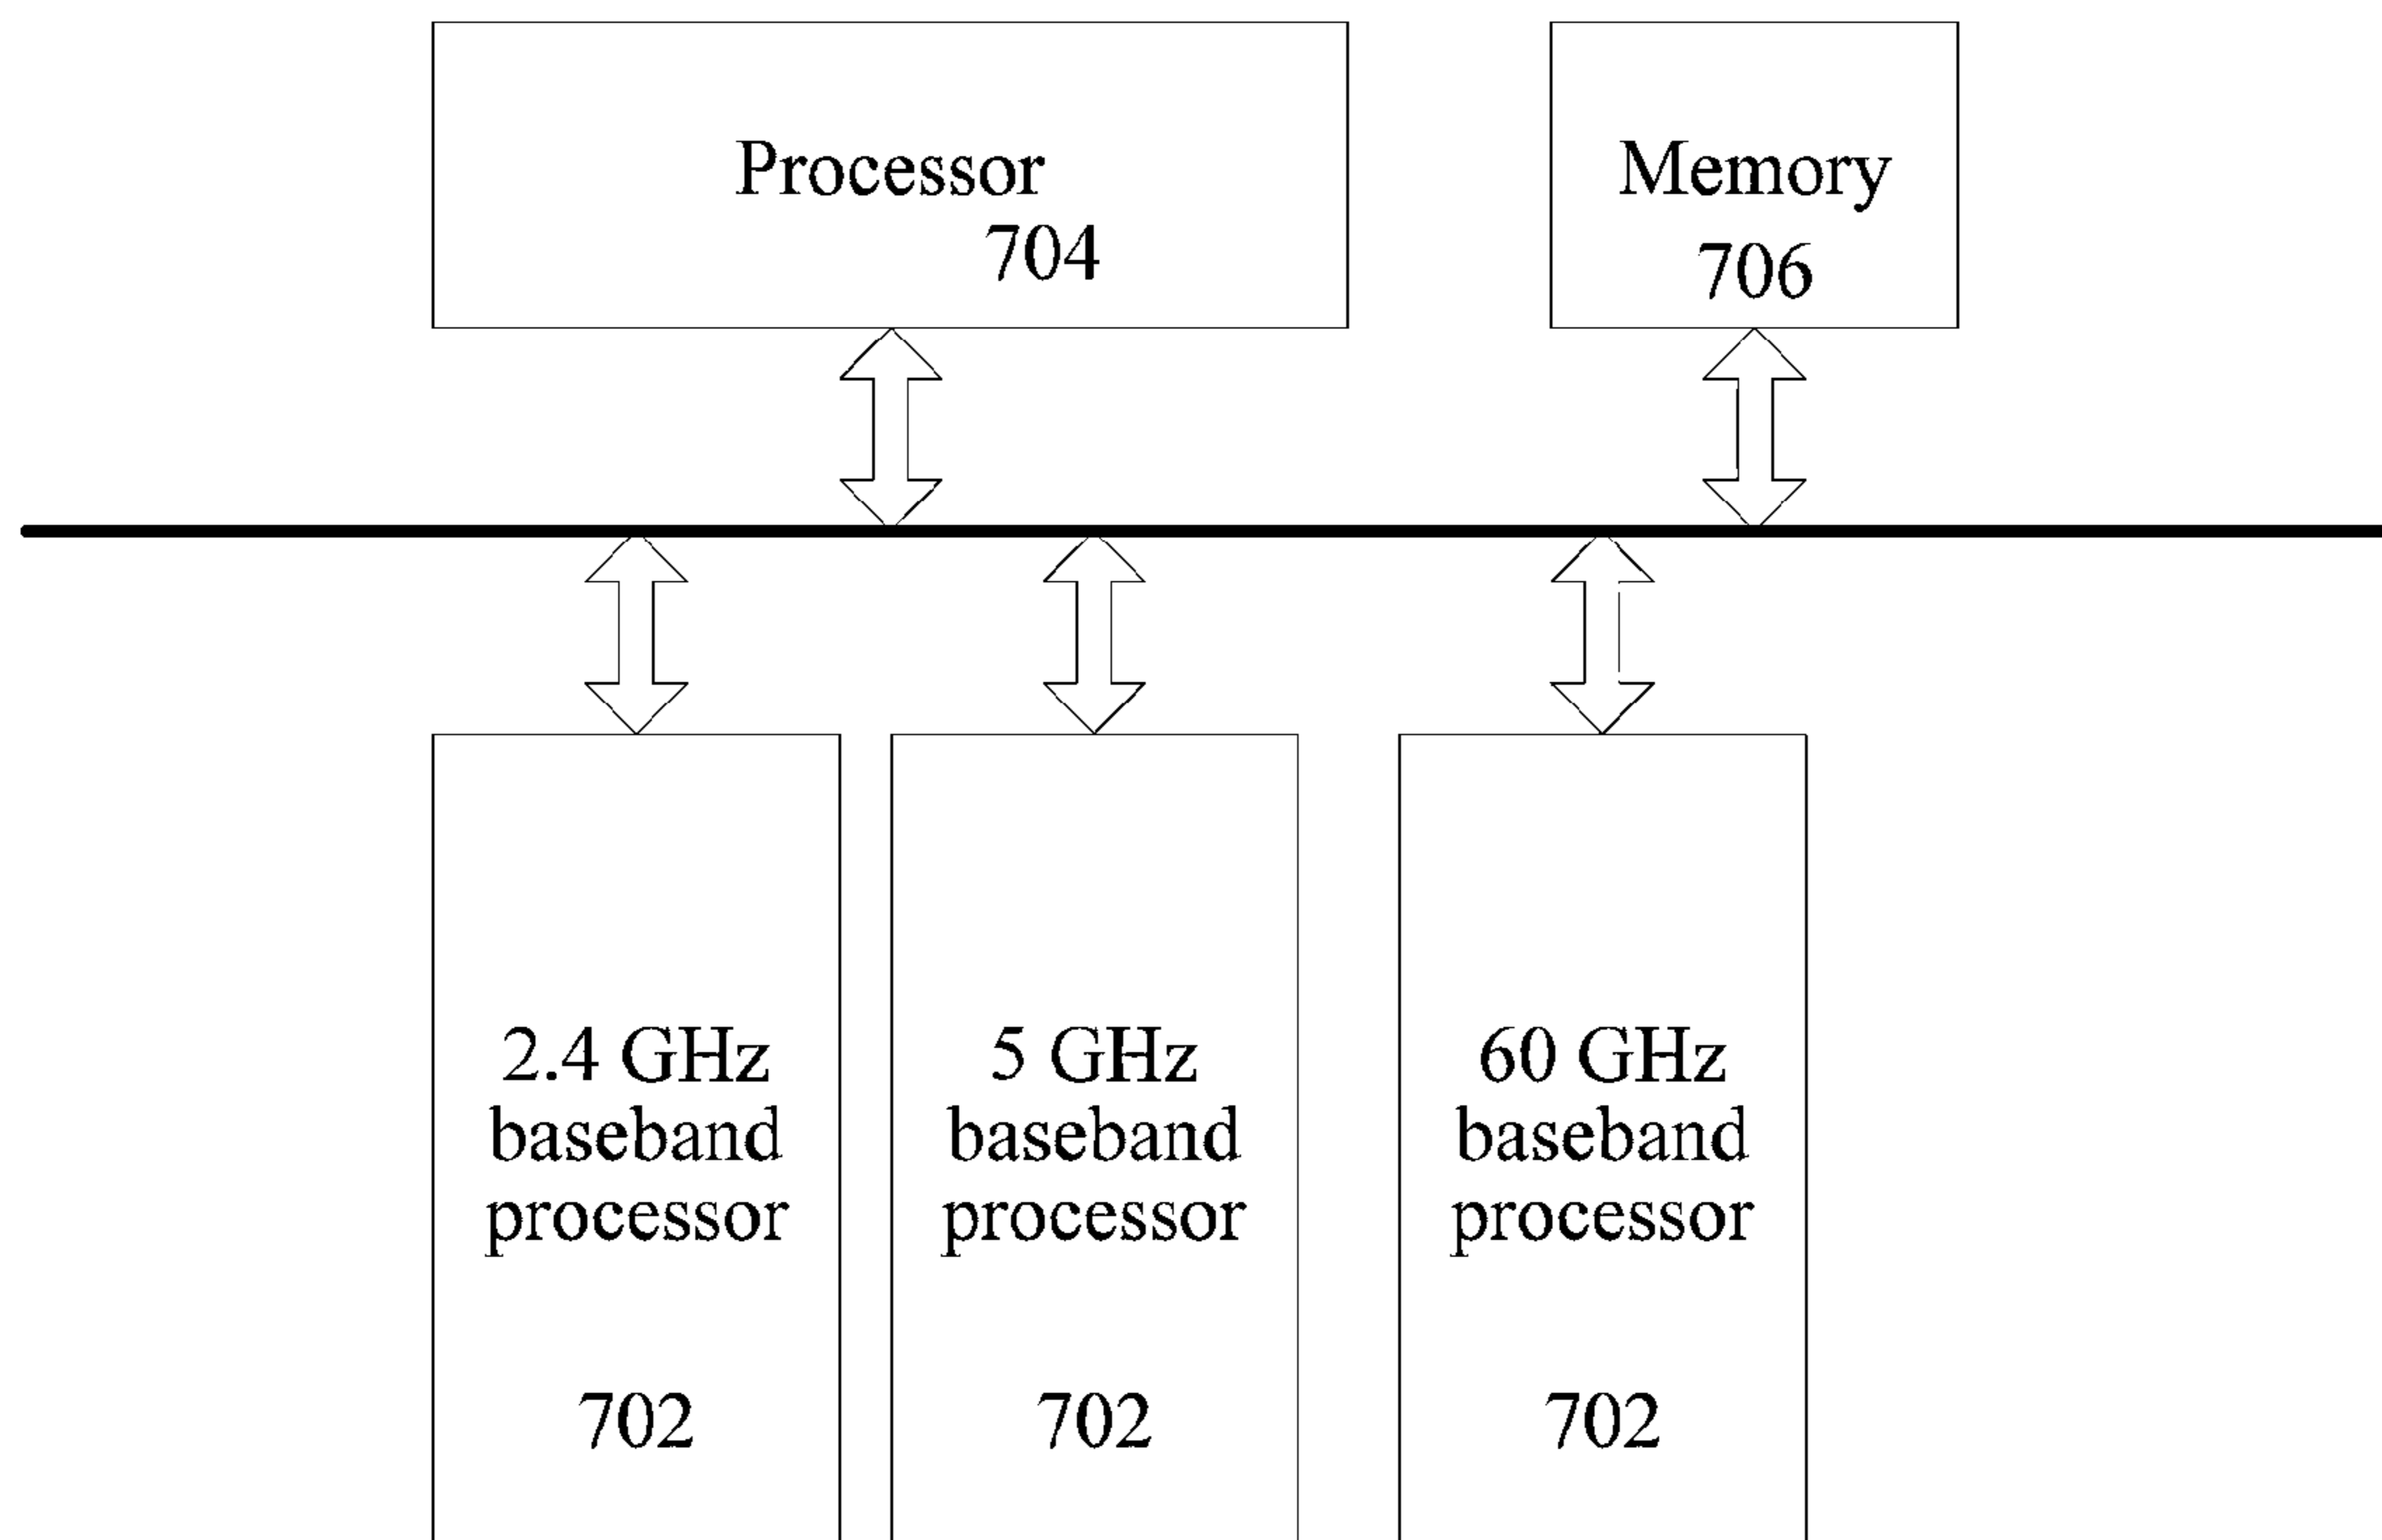 Processor
704
Memory
706
2.4 GHz
baseband
processor
702
5 GHz
baseband
processor
702
60 GHz
baseband
processor
702